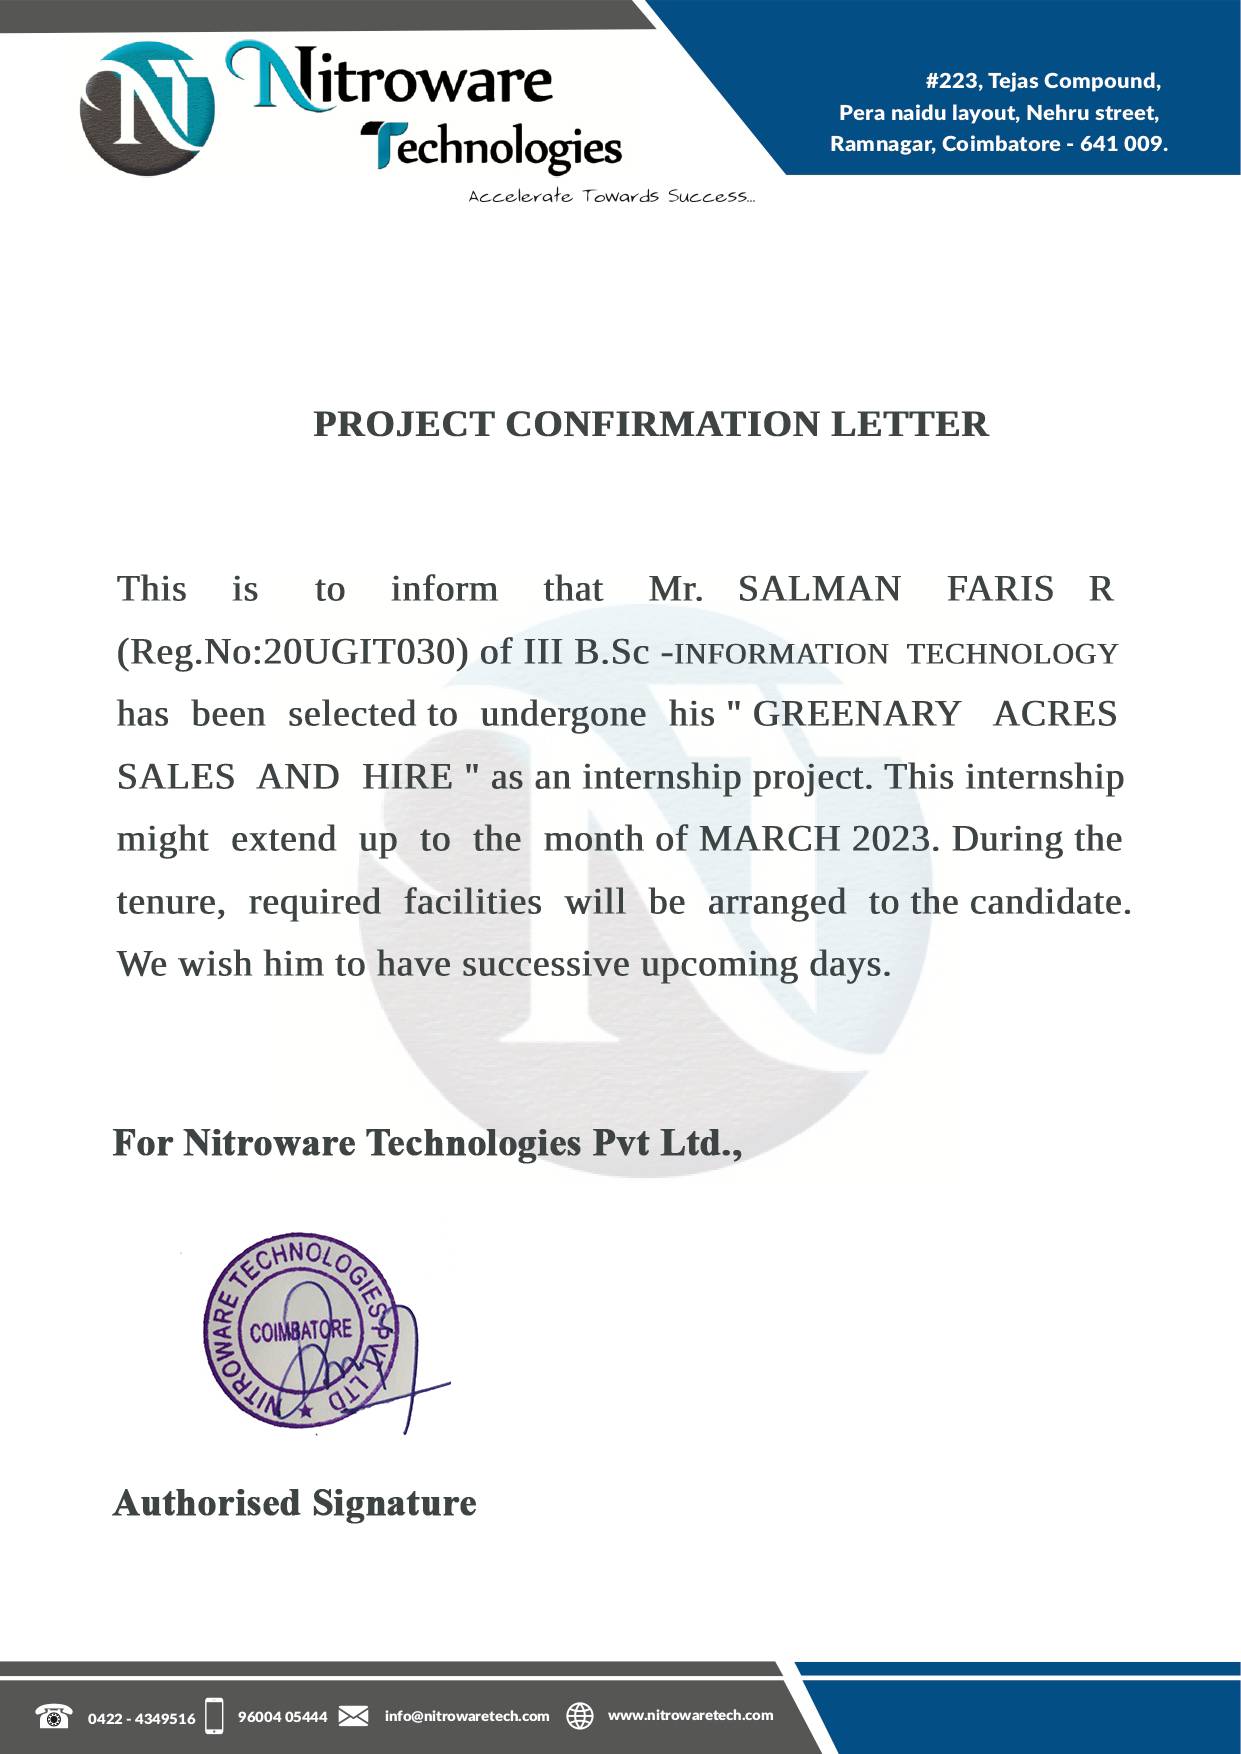 Nitroware
Technologies
Accelerate Towards Success...
#223, Tejas Compound,
Pera naidu layout, Nehru street,
Ramnagar, Coimbatore - 641 009.
PROJECT CONFIRMATION LETTER
This is to inform that Mr. SALMAN FARIS R
(Reg.No:20UGIT030) of III B.Sc -INFORMATION TECHNOLOGY
has been selected to undergone his " GREENARY ACRES
SALES AND HIRE " as an internship project. This internship
might extend up to the month of MARCH 2023. During the
tenure, required facilities will be arranged to the candidate.
We wish him to have successive upcoming days.
For Nitroware Technologies Pvt Ltd.,
NITROWARE TECHNOLOGIES PVT LTD
COIMBATORE
Authorised Signature
0422 - 4349516 96004 05444 info@nitrowaretech.com www.nitrowaretech.com